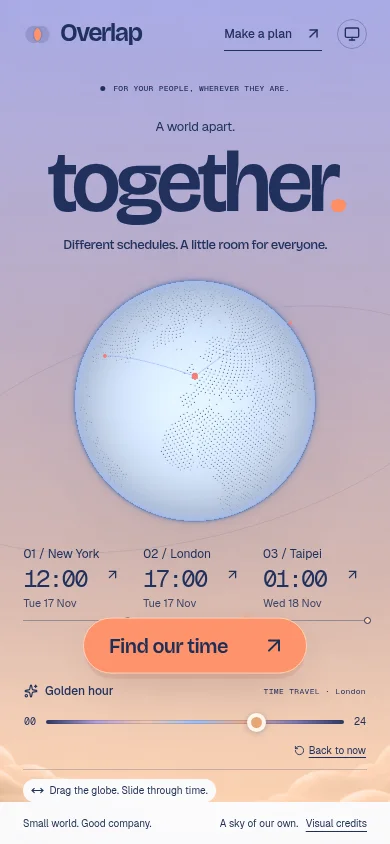 Overlap
Make a plan
FOR YOUR PEOPLE, WHEREVER THEY ARE.
A world apart.
together.
Different schedules. A little room for everyone.
01 / New York
02 / London
03 / Taipei
12:00
17:00
01:00
Tue 17 Nov
Tue 17 Nov
Wed 18 Nov
Find our time
Golden hour
TIME TRAVEL · London
00
24
Back to now
Drag the globe. Slide through time.
Small world. Good company.
A sky of our own.
Visual credits